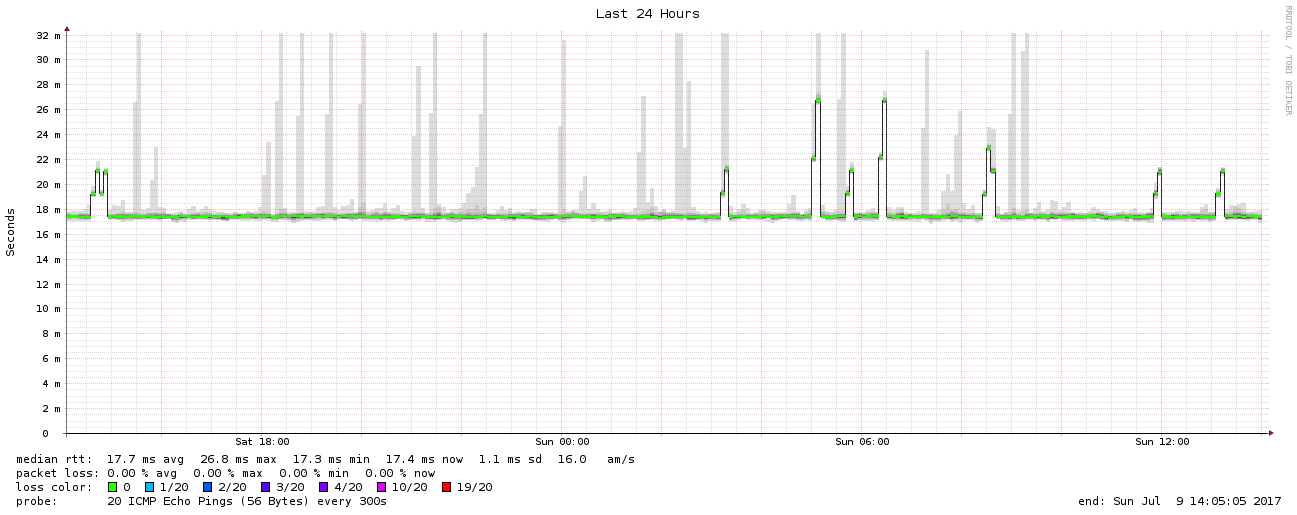 Last 24 Hours
RRDTOOL / TOBI OETIKER
Seconds
32 m
30 m
28 m
26 m
24 m
22 m
20 m
18 m
16 m
14 m
12 m
10 m
8 m
6 m
4 m
2 m
0
Sat 18:00 Sun 00:00 Sun 06:00 Sun 12:00
median rtt: 17.7 ms avg 26.8 ms max 17.3 ms min 17.4 ms now 1.1 ms sd 16.0 am/s
packet loss: 0.00 % avg 0.00 % max 0.00 % min 0.00 % now
loss color: 0 1/20 2/20 3/20 4/20 10/20 19/20
probe: 20 ICMP Echo Pings (56 Bytes) every 300s end: Sun Jul 9 14:05:05 2017